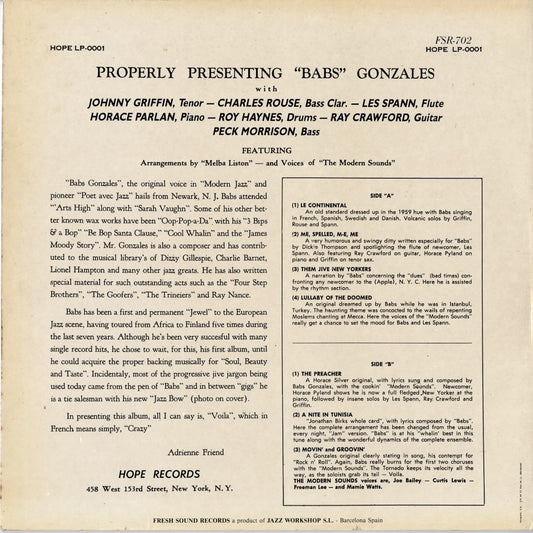 HOPE LP-0001
FSR-702
HOPE LP-0001
PROPERLY PRESENTING "BABS" GONZALES
with
JOHNNY GRIFFIN, Tenor — CHARLES ROUSE, Bass Clar. — LES SPANN, Flute
HORACE PARLAN, Piano — ROY HAYNES, Drums — RAY CRAWFORD, Guitar
PECK MORRISON, Bass
FEATURING
Arrangements by "Melba Liston" — and Voices of "The Modern Sounds"
"Babs Gonzales", the original voice in "Modern Jazz" and
pioneer "Poet avec Jazz" hails from Newark, N. J. Babs attended
"Arts High" along with "Sarah Vaughn". Some of his other bet-
ter known wax works have been "Oop-Pop-a-Da" with his "3 Bips
& a Bop" "Be Bop Santa Clause," "Cool Whalin" and the "James
Moody Story". Mr. Gonzales is also a composer and has contrib-
uted to the musical library's of Dizzy Gillespie, Charlie Barnet,
Lionel Hampton and many other jazz greats. He has also written
special material for such outstanding acts such as the "Four Step
Brothers", "The Goofers", "The Trineiers" and Ray Nance.
Babs has been a first and permanent "Jewel" to the European
Jazz scene, having toured from Africa to Finland five times during
the last seven years. Although he's been very succesful with many
single record hits, he chose to wait, for this, his first album, until
he could acquire the proper backing musically for "Soul, Beauty
and Taste". Incidentaly, most of the progressive jive jargon being
used today came from the pen of "Babs" and in between "gigs" he
is a tie salesman with his new "Jazz Bow" (photo on cover).
In presenting this album, all I can say is, "Voila", which in
French means simply, "Crazy"
Adrienne Friend
HOPE RECORDS
458 West 153rd Street, New York, N. Y.
SIDE "A"
(1) LE CONTINENTAL
An old standard dressed up in the 1959 hue with Babs singing
in French, Spanish, Swedish and Danish. Volcanic solos by Griffin,
Rouse and Spann.
(2) ME, SPELLED, M-E, ME
A very humorous and swingy ditty written especially for "Babs"
by Dickie Thompson and spotlighting the flute of newcomer, Les
Spann. Also featuring Ray Crawford on guitar, Horace Pyland on
piano and Griffin on tenor sax.
(3) THEM JIVE NEW YORKERS
A narration by "Babs" concerning the "dues" (bad times) con-
fronting any newcomer to the (Apple), N. Y. C. Here he is assisted
by the rhythm section.
(4) LULLABY OF THE DOOMED
An original dreamed up by Babs while he was in Istanbul,
Turkey. The haunting theme was concocted to the wails of repenting
Moslems chanting at Mecca. Here the voices of the "Modern Sounds"
really get a chance to set the mood for Babs and Les Spann.
SIDE "B"
(1) THE PREACHER
A Horace Silver original, with lyrics sung and composed by
Babs Gonzales, with the cookin' "Modern Sounds". Newcomer,
Horace Pyland shows he is now a full fledged,New Yorker at the
piano, followed by insane solos by Les Spann, Ray Crawford and
Griffin.
(2) A NITE IN TUNISIA
"Jonathan Birks whole card", with lyrics composed by "Babs".
Here the complete arrangement has been changed from the usual,
every night, "Jam" version. "Babs" is at his "whalin' best in this
tune along with the wonderful dynamics of the complete ensemble.
(3) MOVIN' and GROOVIN'
A Gonzales original clearly stating in song, his contempt for
"Rock n' Roll". Again, Babs really burns for the first two choruses
with the "Modern Sounds". The Tornado keeps its velocity all the
way, as the soloists grab its tail — Voila.
THE MODERN SOUNDS voices are, Joe Bailey — Curtis Lewis —
Freeman Lee — and Mamie Watts.
FRESH SOUND RECORDS a product of JAZZ WORKSHOP S.L. - Barcelona Spain